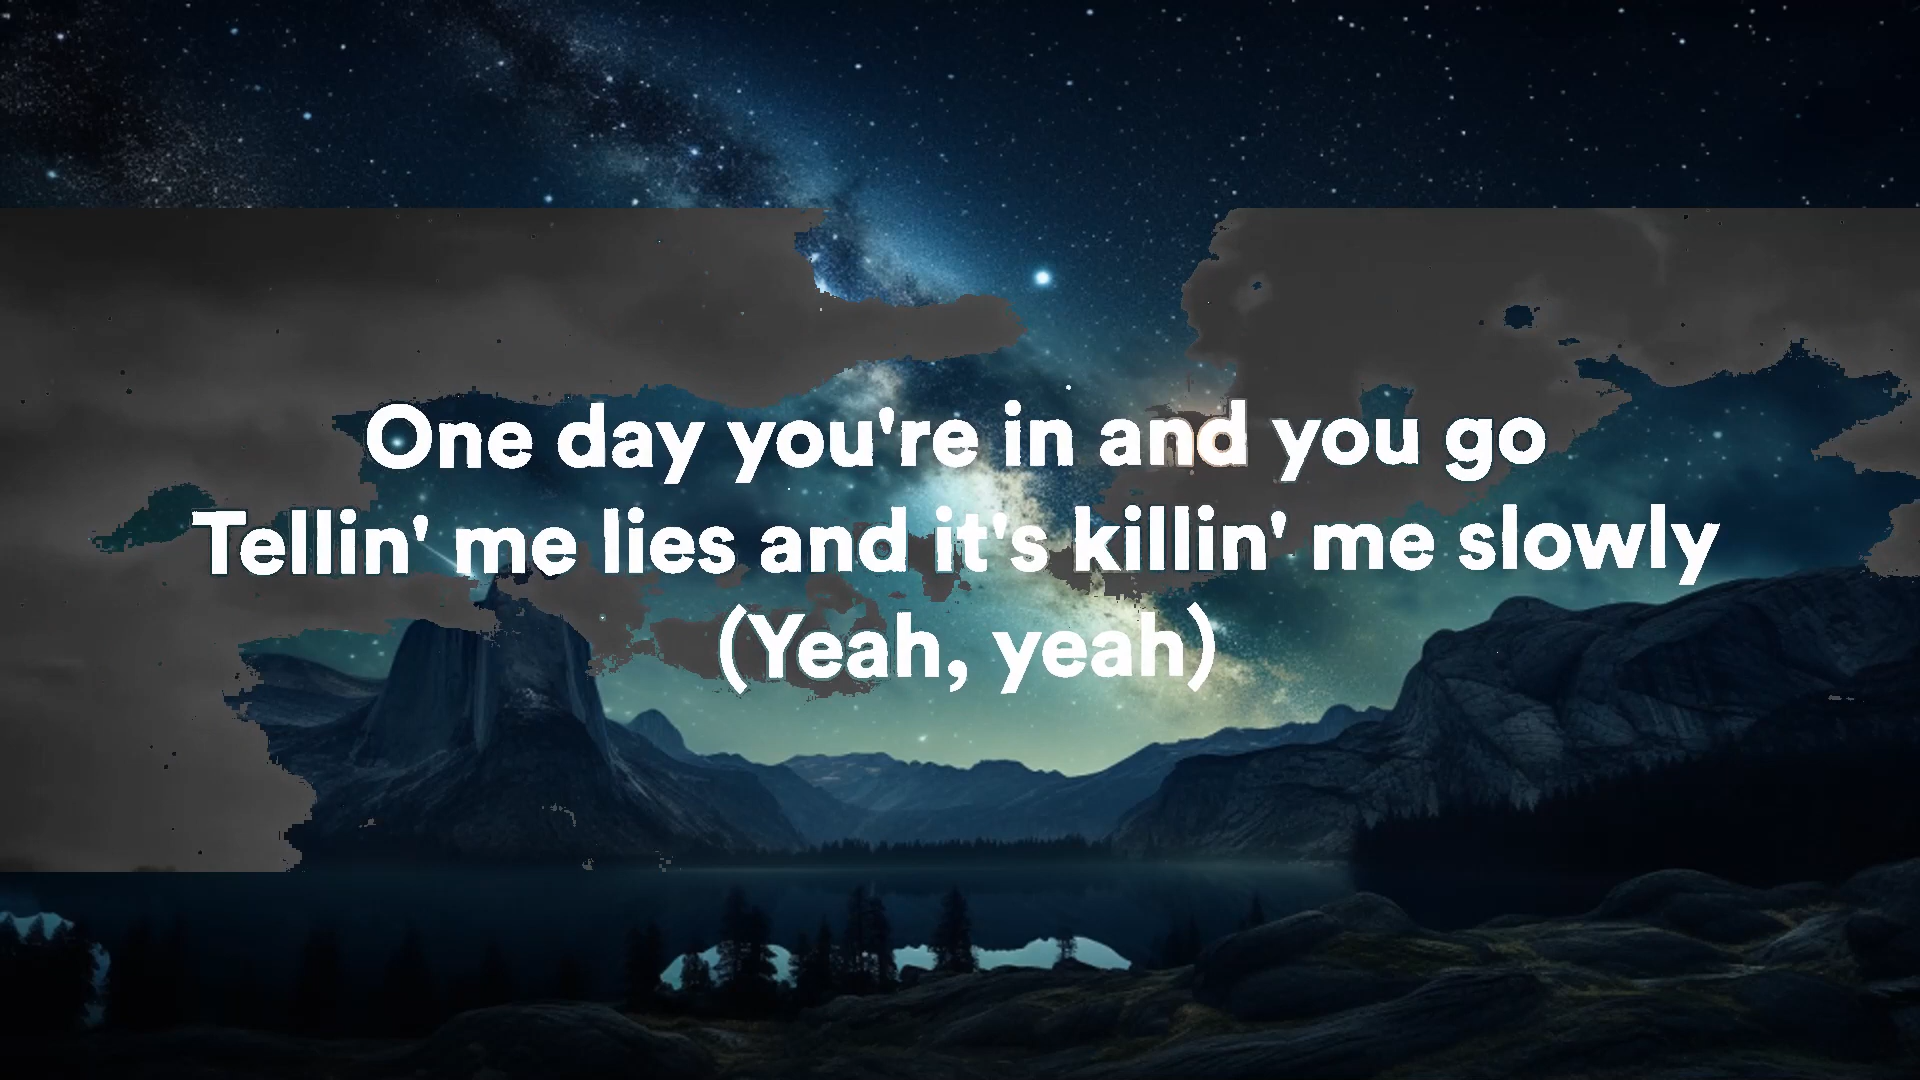 One day you're in and you go
Tellin' me lies and it's killin' me slowly
(Yeah, yeah)